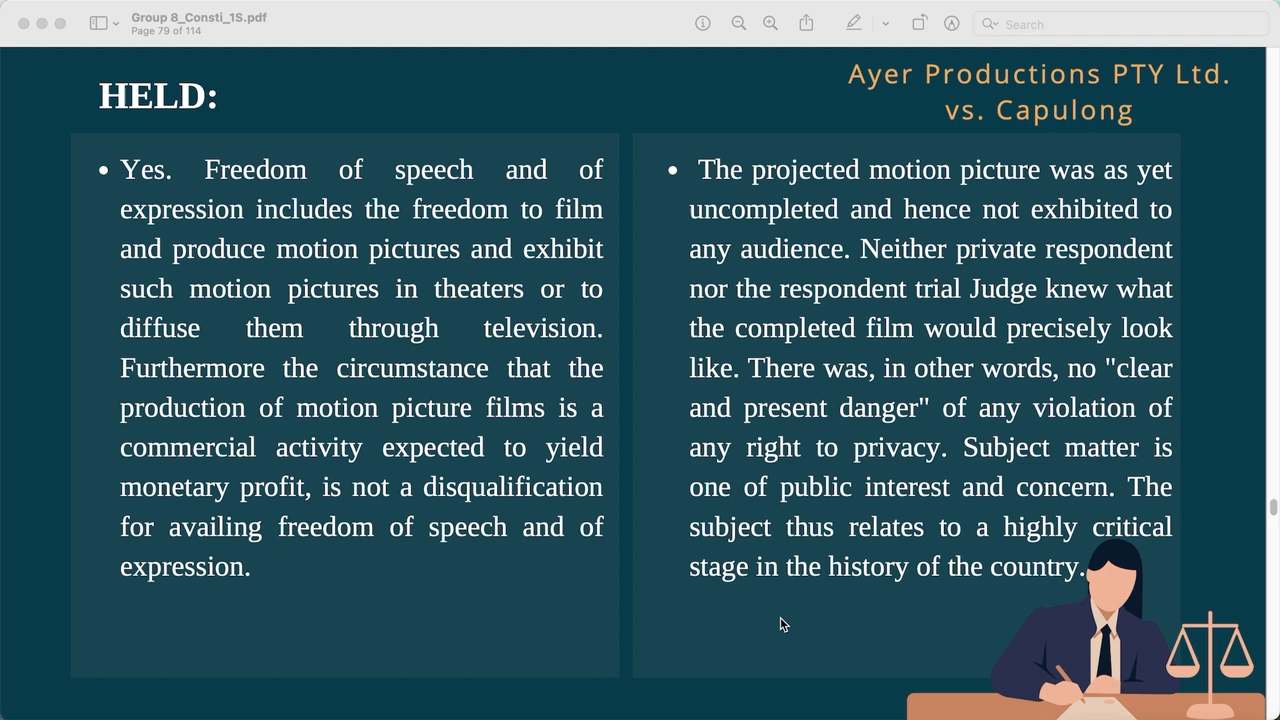 Group 8_Consti_1S.pdf
Page 79 of 114
Search
Ayer Productions PTY Ltd.
vs. Capulong
HELD:
• Yes. Freedom of speech and of
expression includes the freedom to film
and produce motion pictures and exhibit
such motion pictures in theaters or to
diffuse them through television.
Furthermore the circumstance that the
production of motion picture films is a
commercial activity expected to yield
monetary profit, is not a disqualification
for availing freedom of speech and of
expression.
• The projected motion picture was as yet
uncompleted and hence not exhibited to
any audience. Neither private respondent
nor the respondent trial Judge knew what
the completed film would precisely look
like. There was, in other words, no "clear
and present danger" of any violation of
any right to privacy. Subject matter is
one of public interest and concern. The
subject thus relates to a highly critical
stage in the history of the country.